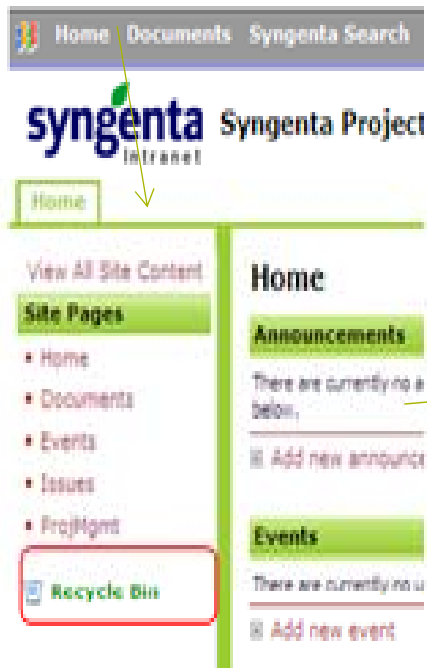 Home Documents Syngenta Search
syngenta Syngenta Project
Intranet
Home
View All Site Content
Site Pages
• Home
• Documents
• Events
• Issues
• ProjMgmt
Recycle Bin
Home
Announcements
There are currently no a
below.
Add new announce
Events
There are currently no u
Add new event